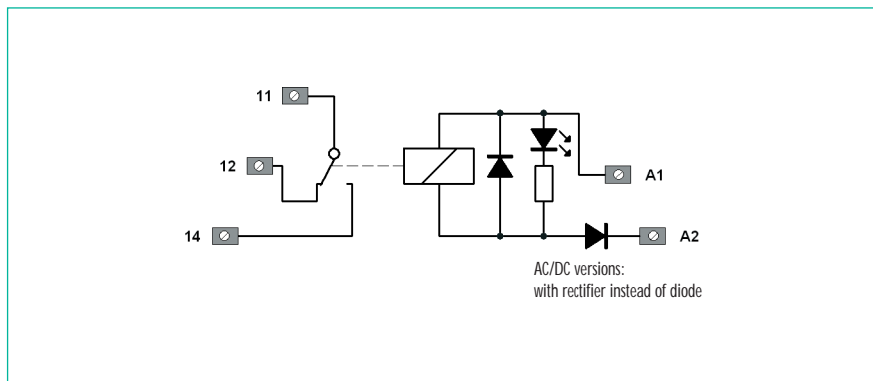 11
12
14
A1
A2
AC/DC versions:
with rectifier instead of diode